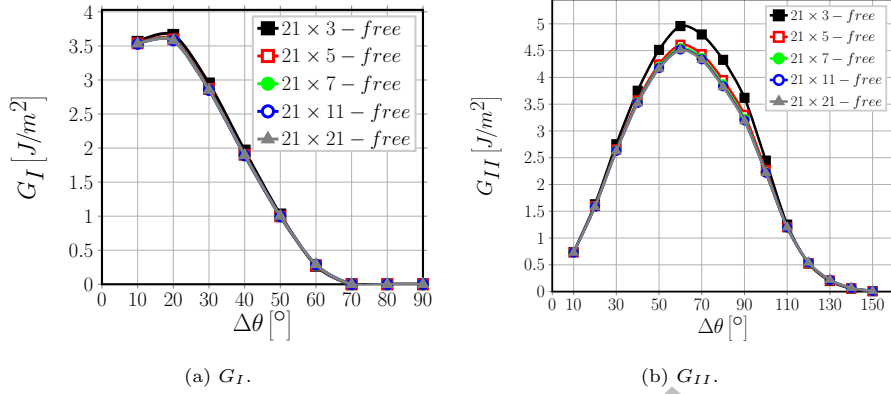 4
3.5
3
2.5
2
1.5
1
0.5
0
G_I [J/m²]
21 × 3 − free
21 × 5 − free
21 × 7 − free
21 × 11 − free
21 × 21 − free
10 20 30 40 50 60 70 80 90
Δθ [°]
(a) G_I.
5
4.5
4
3.5
3
2.5
2
1.5
1
0.5
0
G_II [J/m²]
21 × 3 − free
21 × 5 − free
21 × 7 − free
21 × 11 − free
21 × 21 − free
0 10 30 50 70 90 110 130 150
Δθ [°]
(b) G_II.